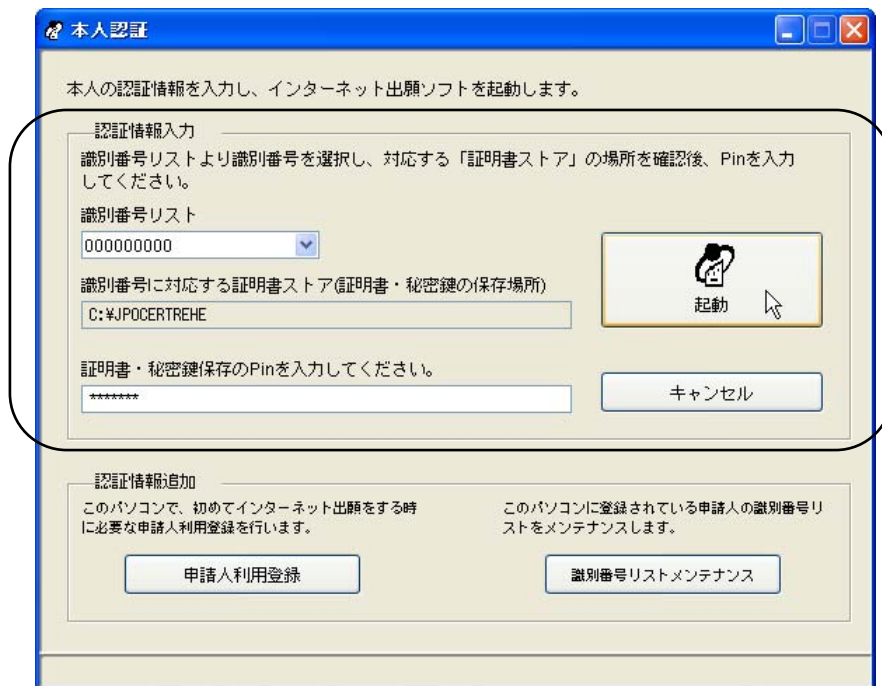 本人認証
本人の認証情報を入力し、インターネット出願ソフトを起動します。
認証情報入力
識別番号リストより識別番号を選択し、対応する「証明書ストア」の場所を確認後、Pinを入力
してください。
識別番号リスト
000000000
識別番号に対応する証明書ストア(証明書・秘密鍵の保存場所)
C:¥JPOCERTREHE
起動
証明書・秘密鍵保存のPinを入力してください。
*******
キャンセル
認証情報追加
このパソコンで、初めてインターネット出願をする時
に必要な申請人利用登録を行います。
申請人利用登録
このパソコンに登録されている申請人の識別番号リ
ストをメンテナンスします。
識別番号リストメンテナンス